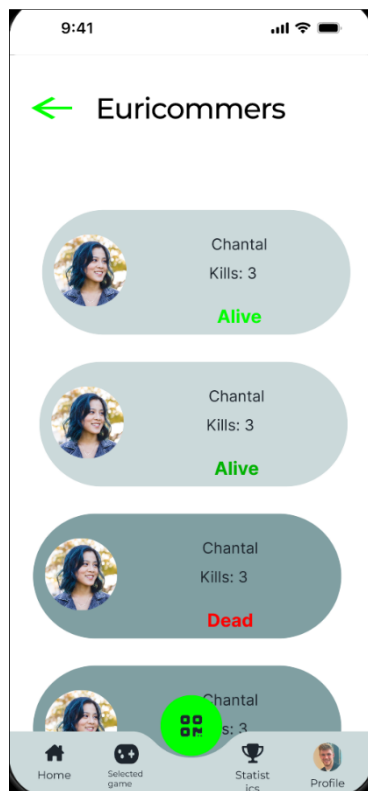 9:41
Euricommers
Chantal
Kills: 3
Alive
Chantal
Kills: 3
Alive
Chantal
Kills: 3
Dead
Chantal
s: 3
Home
Selected
game
Statist
ics
Profile